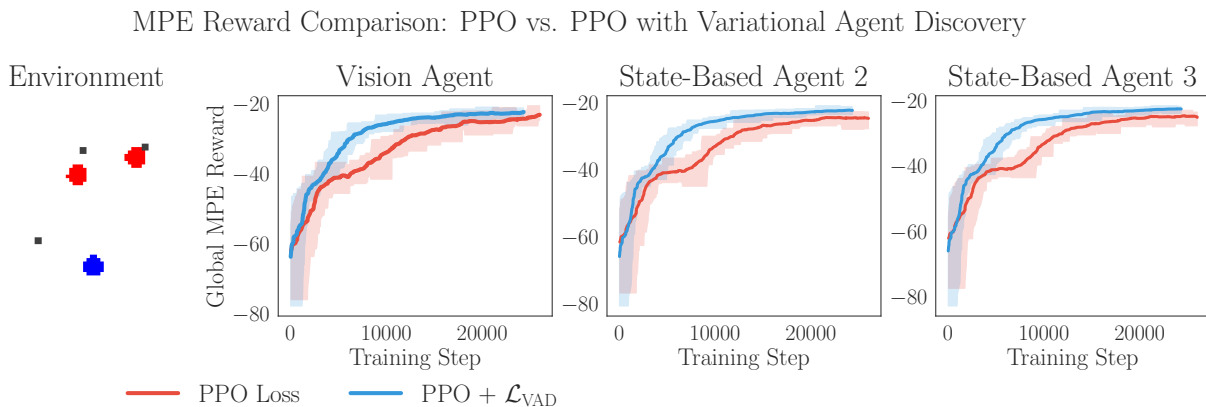 MPE Reward Comparison: PPO vs. PPO with Variational Agent Discovery
Environment
Vision Agent
State-Based Agent 2
State-Based Agent 3
Global MPE Reward
−20
−40
−60
−80
0
10000
20000
Training Step
−20
−40
−60
−80
0
10000
20000
Training Step
−20
−40
−60
−80
0
10000
20000
Training Step
PPO Loss
PPO + ℒVAD